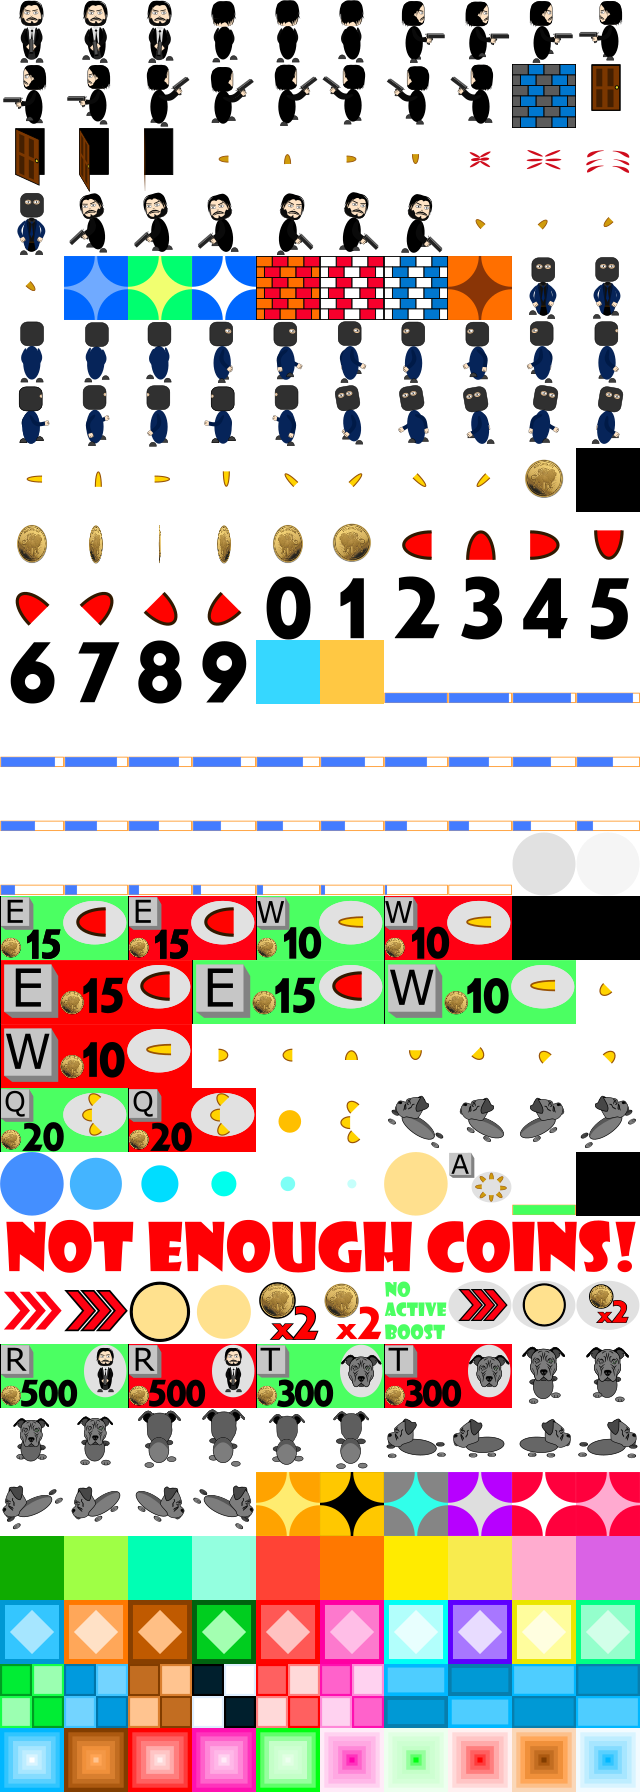 0 1 2 3 4 5
6 7 8 9
E 15 E 15 W 10 W 10
E 15 E 15 W 10
W 10
Q 20 Q 20
A
NOT ENOUGH COINS!
x2 x2 NO ACTIVE BOOST x2
R 500 R 500 T 300 T 300